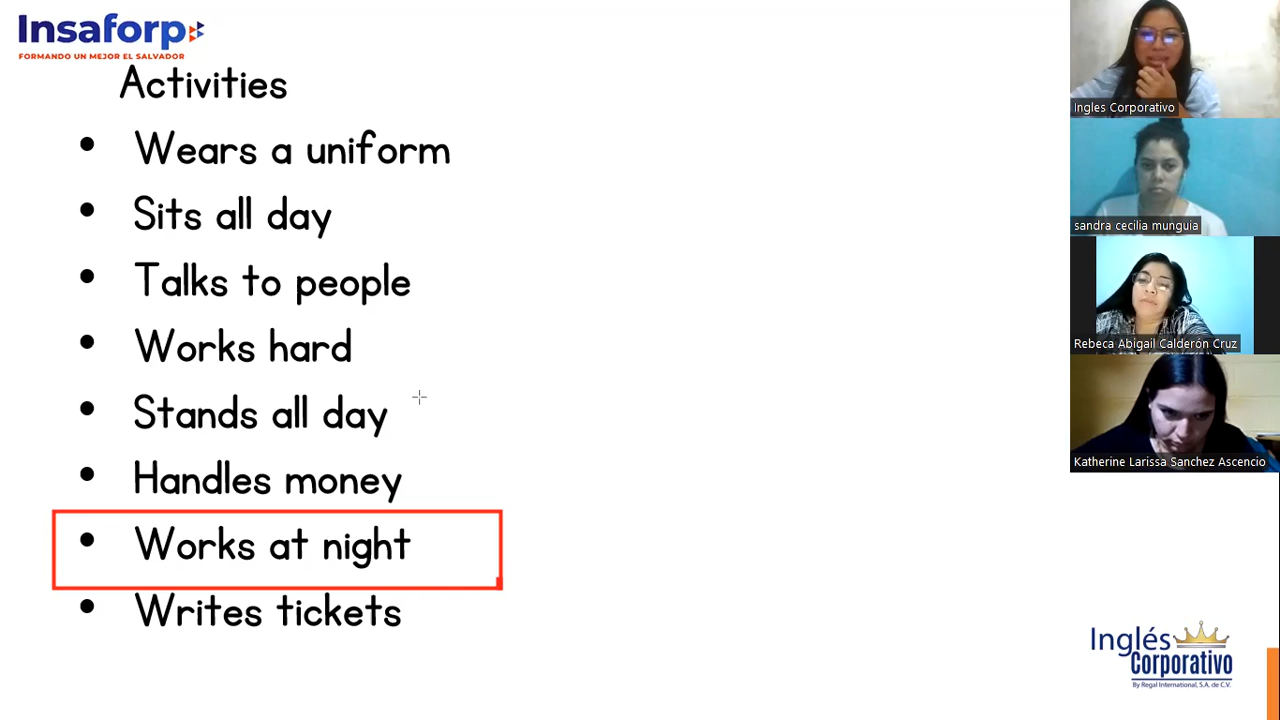 Insaforp
FORMANDO UN MEJOR EL SALVADOR
Activities
• Wears a uniform
• Sits all day
• Talks to people
• Works hard
• Stands all day
• Handles money
• Works at night
• Writes tickets
Ingles Corporativo
sandra cecilia munguia
Rebeca Abigail Calderón Cruz
Katherine Larissa Sanchez Ascencio
Inglés
Corporativo
By Regal International, S.A. de C.V.